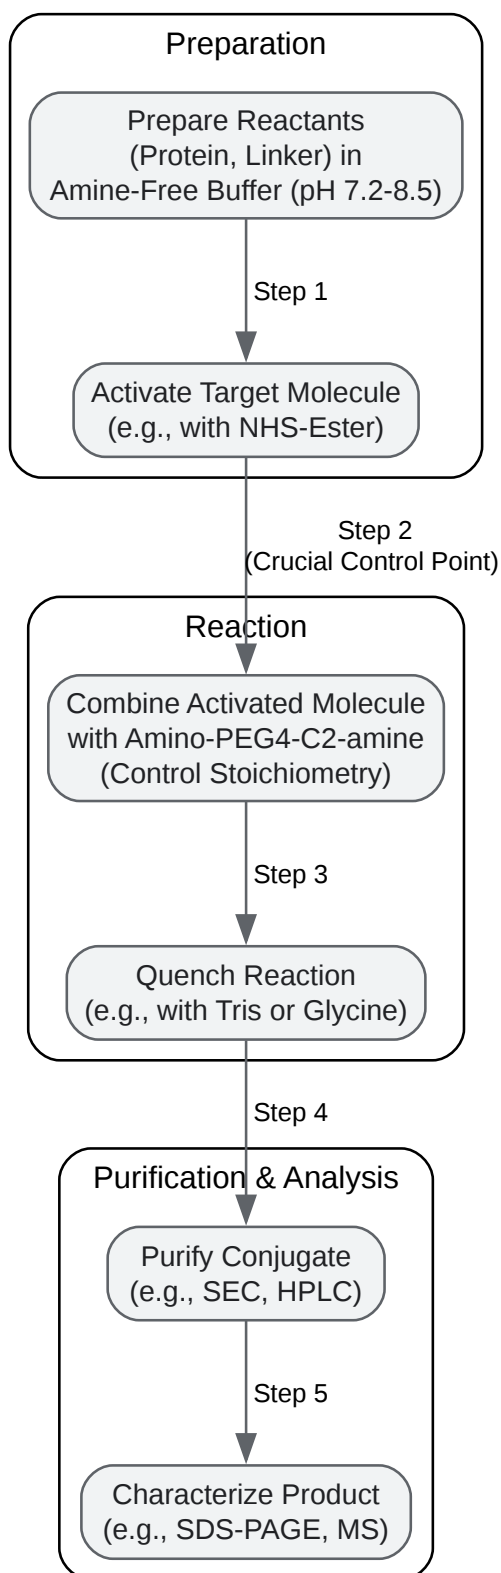 Preparation
Prepare Reactants
(Protein, Linker) in
Amine-Free Buffer (pH 7.2-8.5)
Step 1
Activate Target Molecule
(e.g., with NHS-Ester)
Step 2
(Crucial Control Point)
Reaction
Combine Activated Molecule
with Amino-PEG4-C2-amine
(Control Stoichiometry)
Step 3
Quench Reaction
(e.g., with Tris or Glycine)
Step 4
Purification & Analysis
Purify Conjugate
(e.g., SEC, HPLC)
Step 5
Characterize Product
(e.g., SDS-PAGE, MS)